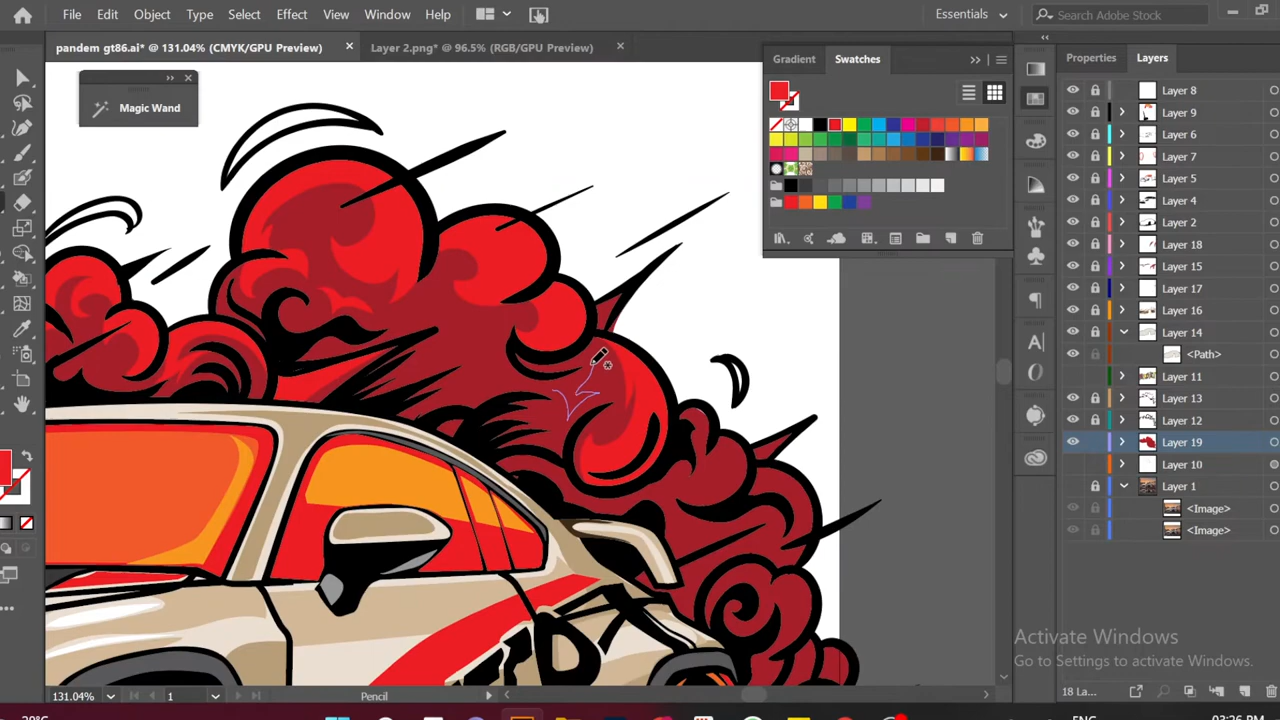 File Edit Object Type Select Effect View Window Help Essentials Search Adobe Stock
pandem gt86.ai* @ 131.04% (CMYK/GPU Preview) Layer 2.png* @ 96.5% (RGB/GPU Preview)
Magic Wand
Gradient Swatches
Properties Layers
Layer 8
Layer 9
Layer 6
Layer 7
Layer 5
Layer 4
Layer 2
Layer 18
Layer 15
Layer 17
Layer 16
Layer 14
<Path>
Layer 11
Layer 13
Layer 12
Layer 19
Layer 10
Layer 1
<Image>
<Image>
Activate Windows
Go to Settings to activate Windows.
131.04% 1 Pencil 18 La...
ENG 03:26 PM